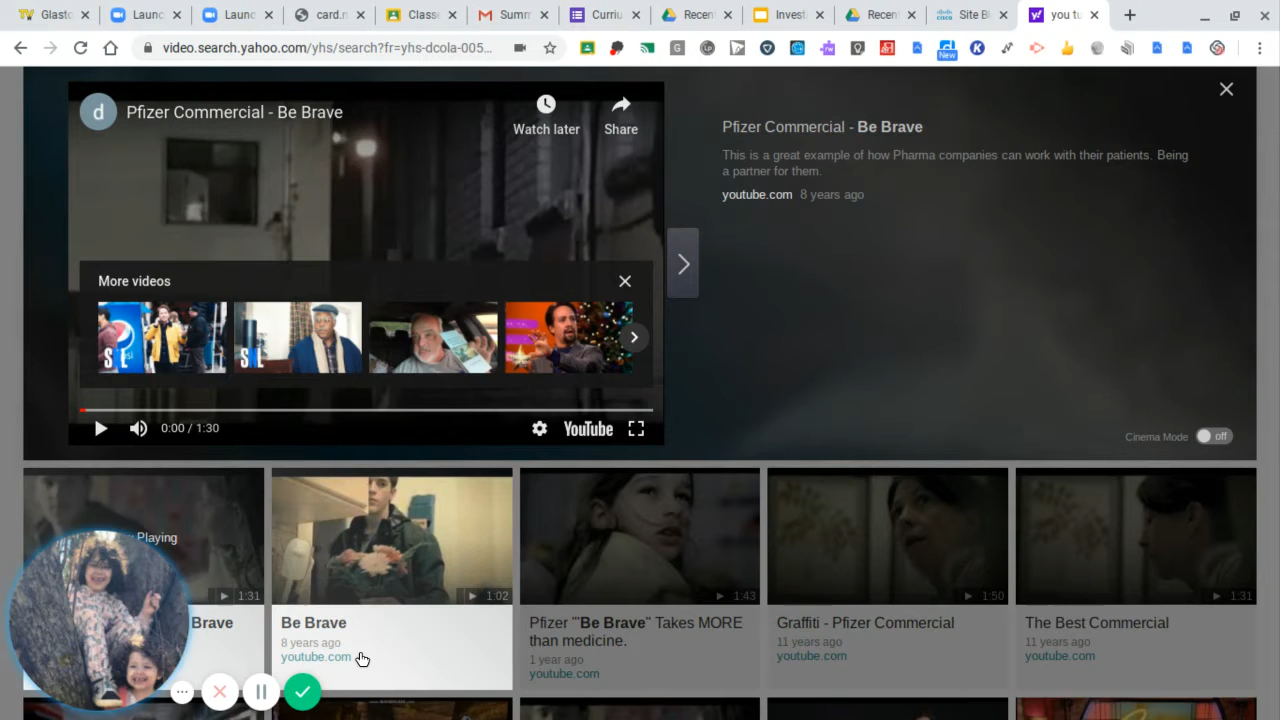 Glasto
Launc
Launc
card.n
Classe
Summ
Curriu
Recen
Invest
Recen
Site Bl
you tu
video.search.yahoo.com/yhs/search?fr=yhs-dcola-005...
New
d
Pfizer Commercial - Be Brave
Watch later
Share
Pfizer Commercial - Be Brave
This is a great example of how Pharma companies can work with their patients. Being
a partner for them.
youtube.com 8 years ago
More videos
0:00 / 1:30
YouTube
Cinema Mode off
Playing
1:31
1:02
1:43
1:50
1:31
Brave
Be Brave
8 years ago
youtube.com
Pfizer "'Be Brave" Takes MORE
than medicine.
1 year ago
youtube.com
Graffiti - Pfizer Commercial
11 years ago
youtube.com
The Best Commercial
11 years ago
youtube.com